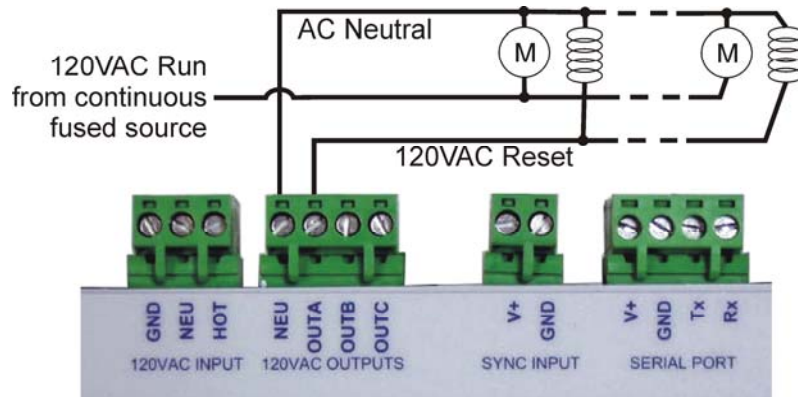 AC Neutral
120VAC Run
from continuous
fused source
M
M
120VAC Reset
GND
NEU
HOT
NEU
OUTA
OUTB
OUTC
V+
GND
V+
GND
Tx
Rx
120VAC INPUT
120VAC OUTPUTS
SYNC INPUT
SERIAL PORT